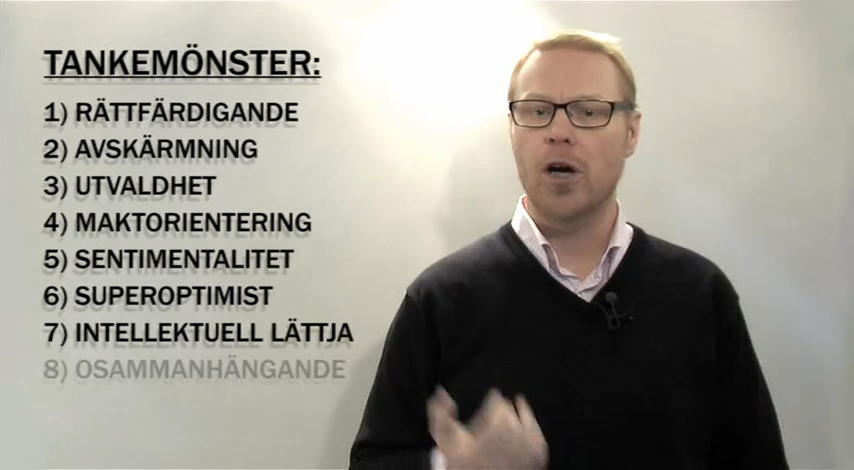 TANKEMÖNSTER:
1) RÄTTFÄRDIGANDE
2) AVSKÄRMNING
3) UTVALDHET
4) MAKTORIENTERING
5) SENTIMENTALITET
6) SUPEROPTIMIST
7) INTELLEKTUELL LÄTTJA
8) OSAMMANHÄNGANDE